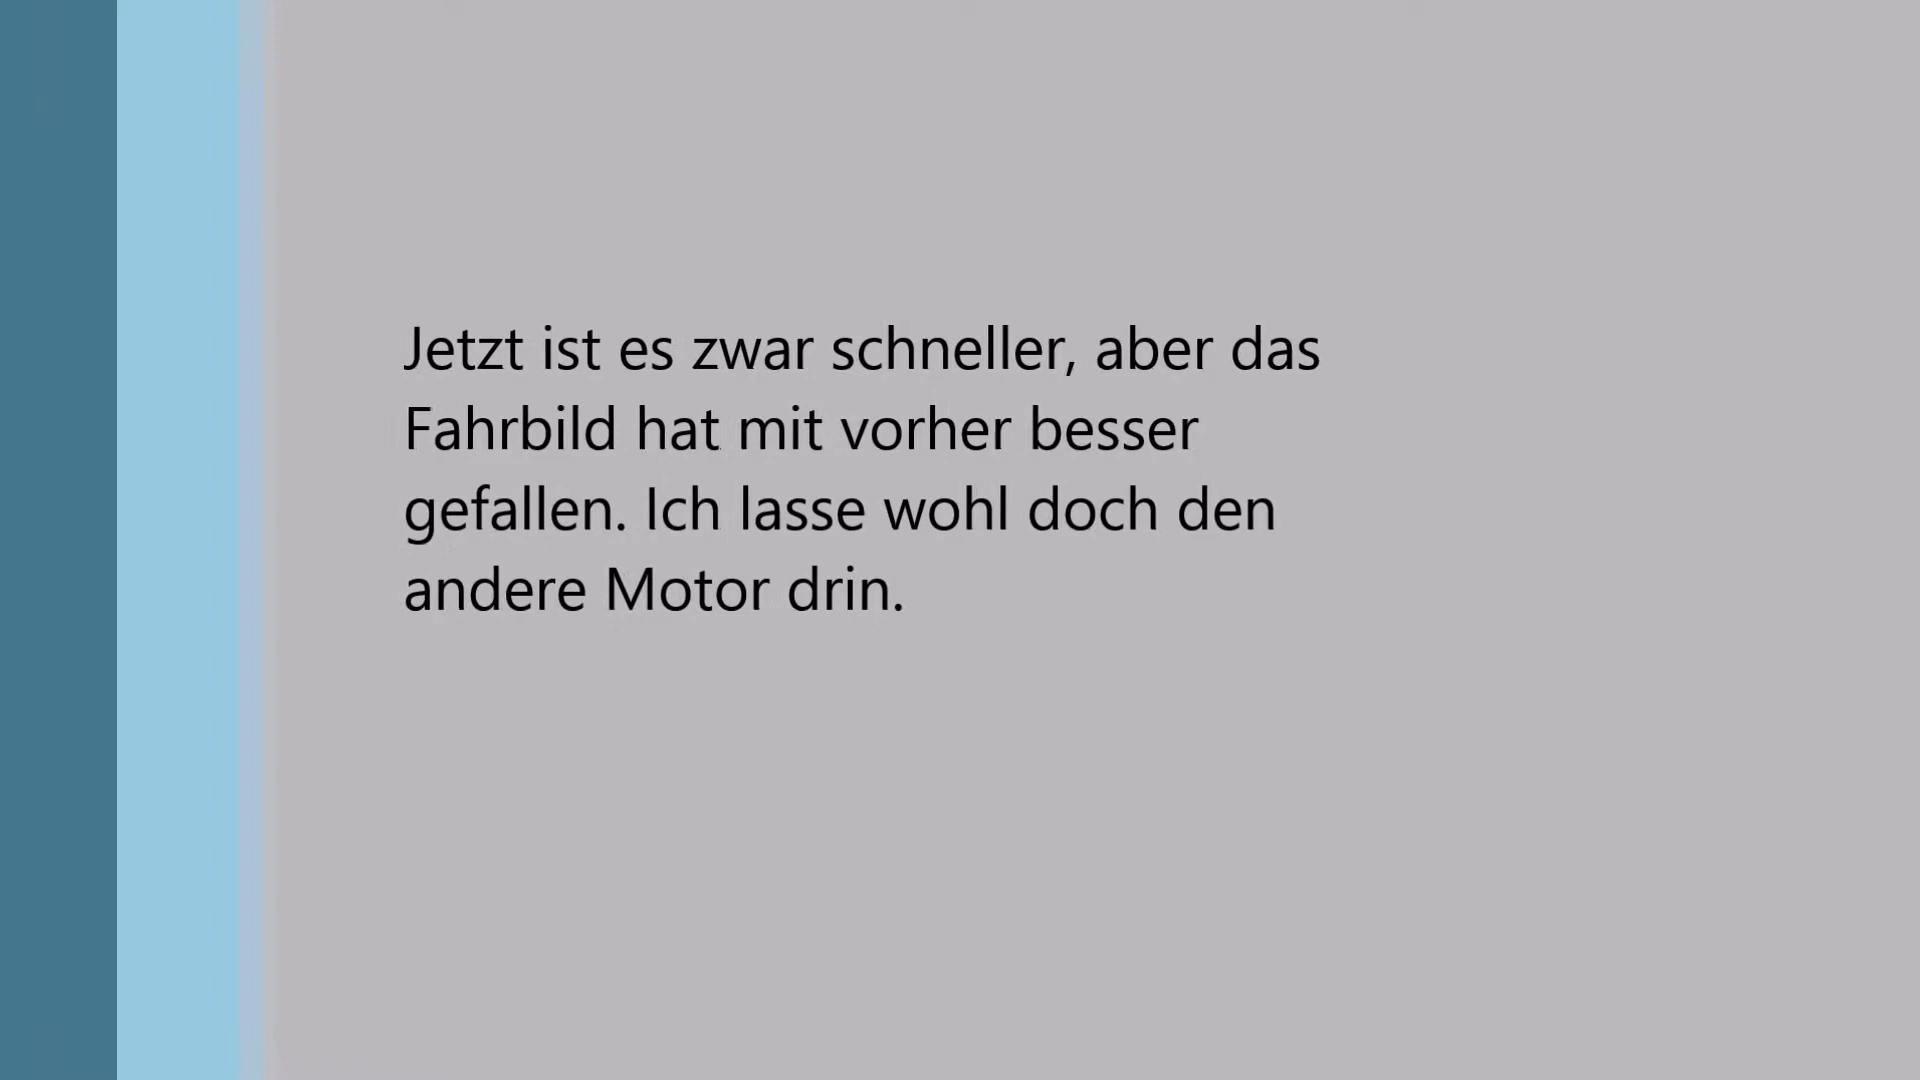 Jetzt ist es zwar schneller, aber das
Fahrbild hat mit vorher besser
gefallen. Ich lasse wohl doch den
andere Motor drin.